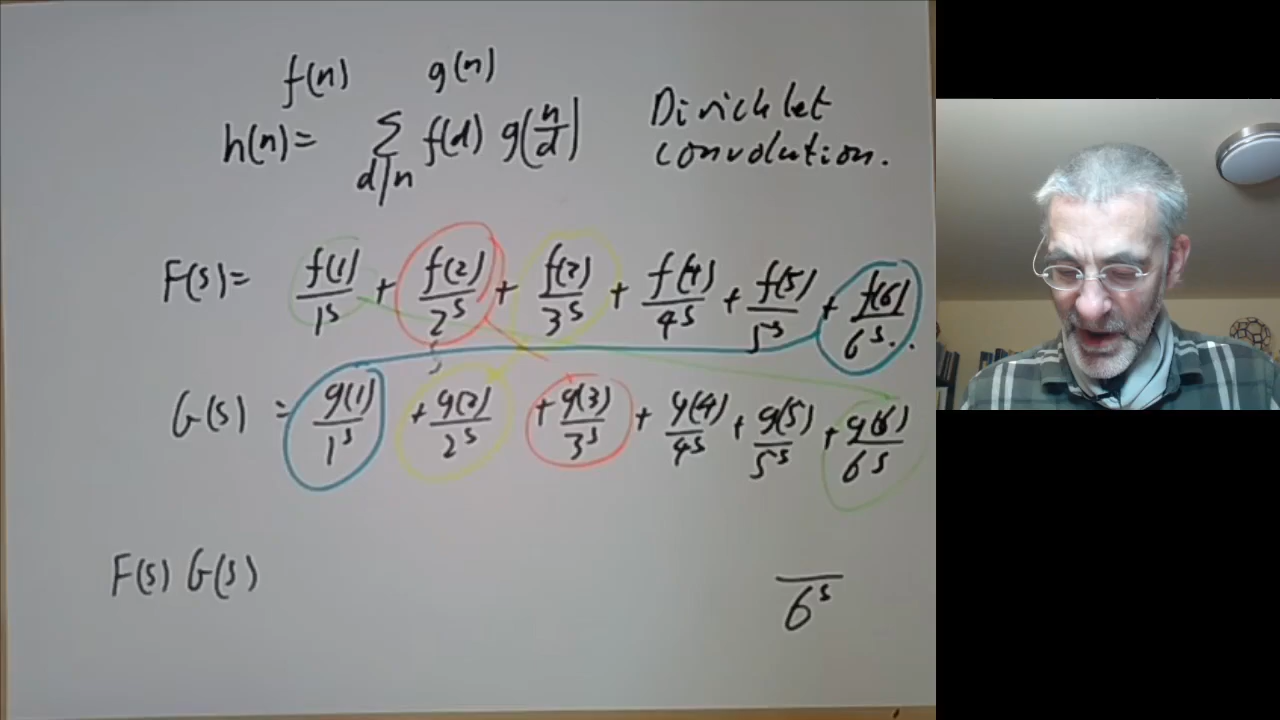 f(n) g(n)
h(n) = ∑ f(d) g(n/d) Dirichlet
d|n convolution.
F(s) = f(1)/1^s + f(2)/2^s + f(3)/3^s + f(4)/4^s + f(5)/5^s + f(6)/6^s ..
G(s) = g(1)/1^s + g(2)/2^s + g(3)/3^s + g(4)/4^s + g(5)/5^s + g(6)/6^s
F(s) G(s) /6^s